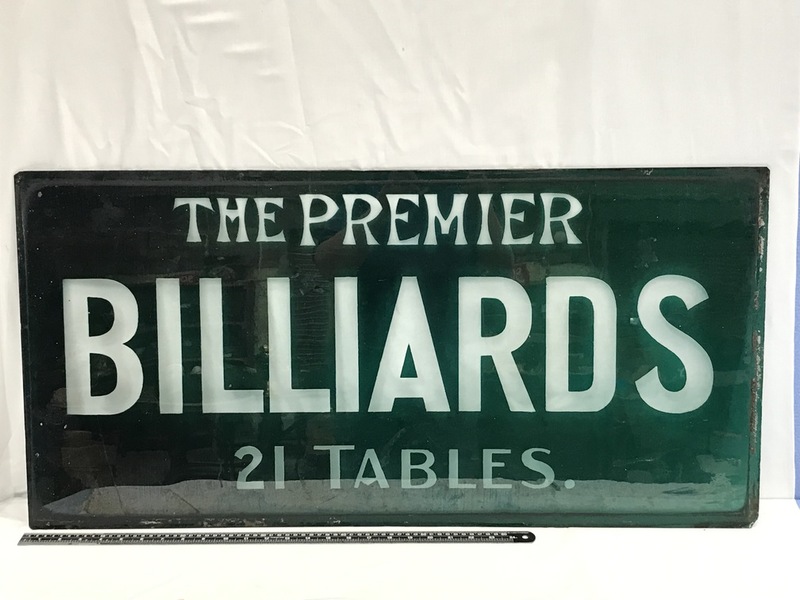 THE PREMIER
BILLIARDS
21 TABLES.